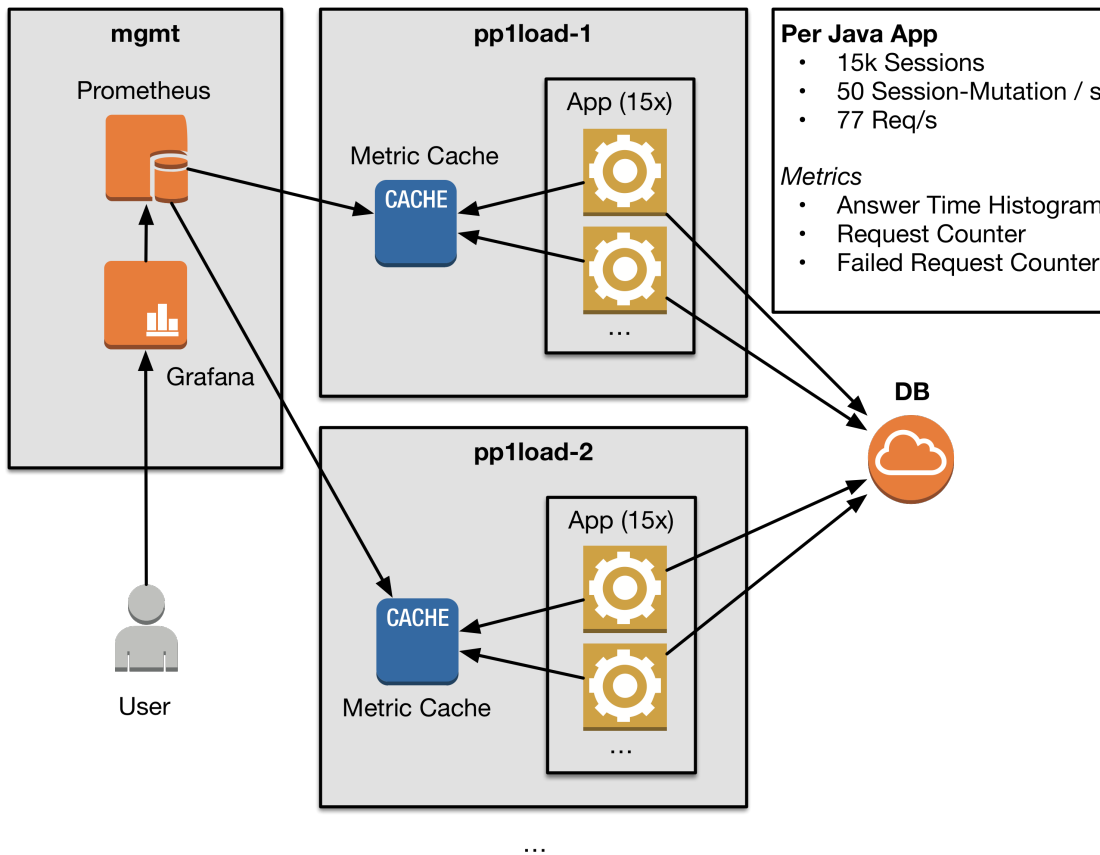 mgmt
Prometheus
Grafana
User
pp1load-1
Metric Cache
CACHE
App (15x)
...
pp1load-2
App (15x)
CACHE
Metric Cache
...
...
Per Java App
• 15k Sessions
• 50 Session-Mutation / s
• 77 Req/s
Metrics
• Answer Time Histogram
• Request Counter
• Failed Request Counter
DB